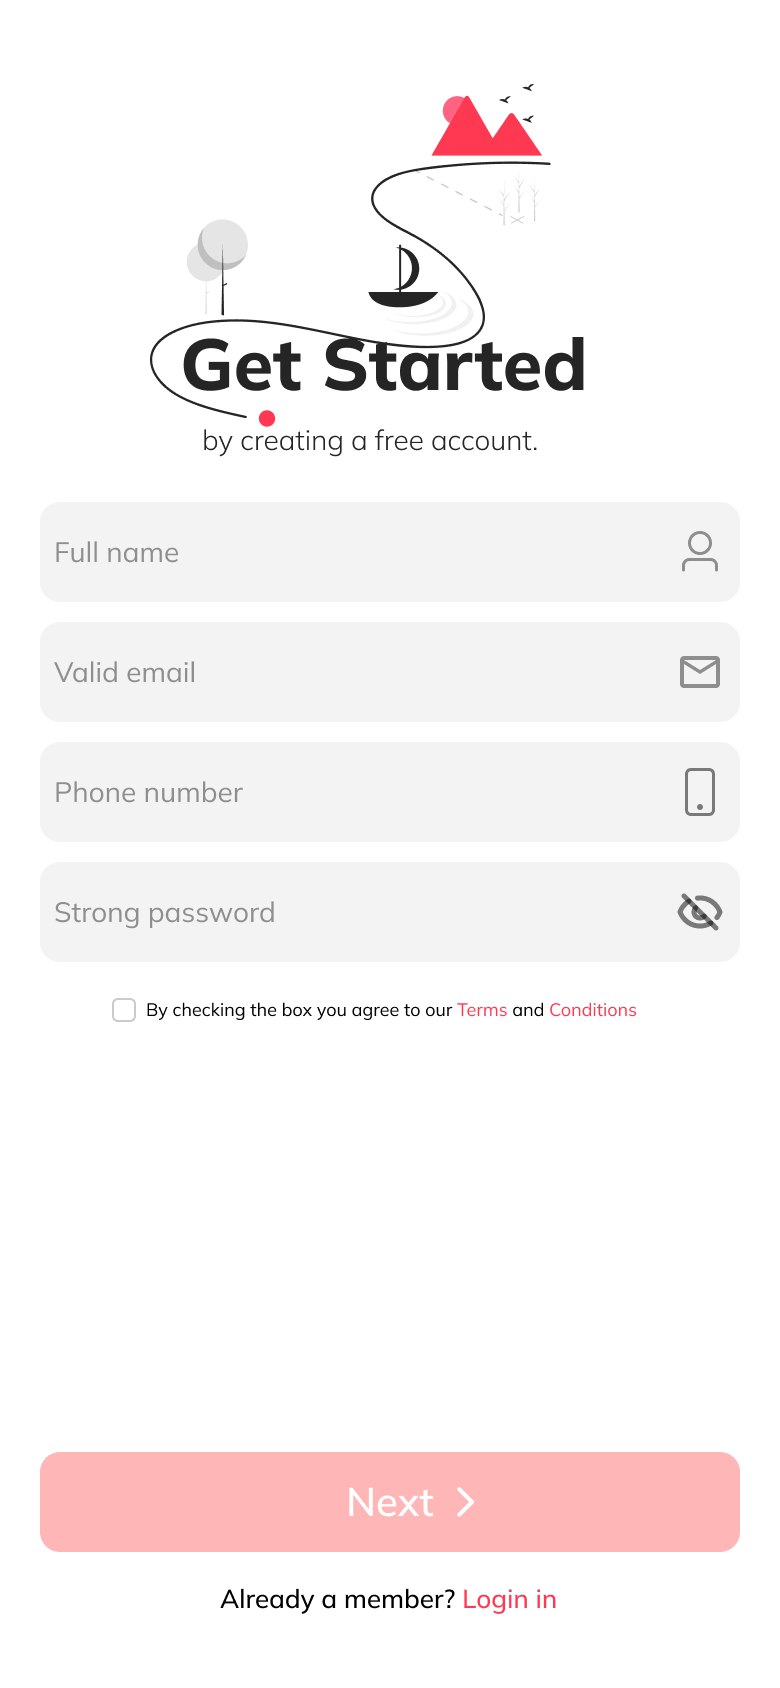 Get Started
by creating a free account.
Full name
Valid email
Phone number
Strong password
By checking the box you agree to our Terms and Conditions
Next
Already a member? Login in